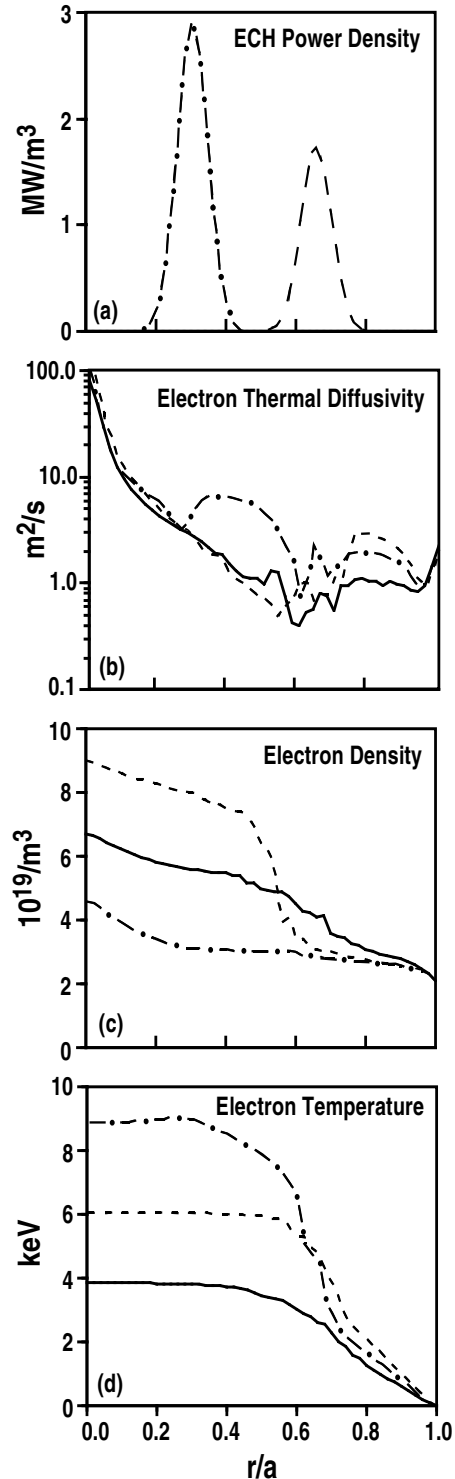 ECH Power Density
MW/m³
3
2
1
0
(a)
Electron Thermal Diffusivity
m²/s
100.0
10.0
1.0
0.1
(b)
Electron Density
10¹⁹/m³
10
8
6
4
2
0
(c)
Electron Temperature
keV
10
8
6
4
2
0
(d)
0.0 0.2 0.4 0.6 0.8 1.0
r/a